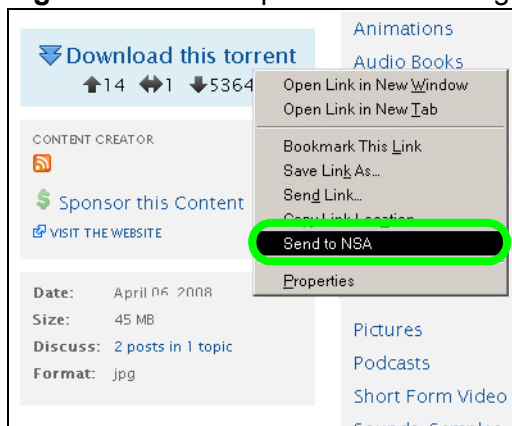 Download this torrent
14 1 5364
CONTENT CREATOR
Sponsor this Content
VISIT THE WEBSITE
Date: April 06, 2008
Size: 45 MB
Discuss: 2 posts in 1 topic
Format: jpg
Open Link in New Window
Open Link in New Tab
Bookmark This Link
Save Link As...
Send Link...
Copy Link Location
Send to NSA
Properties
Animations
Audio Books
Pictures
Podcasts
Short Form Video